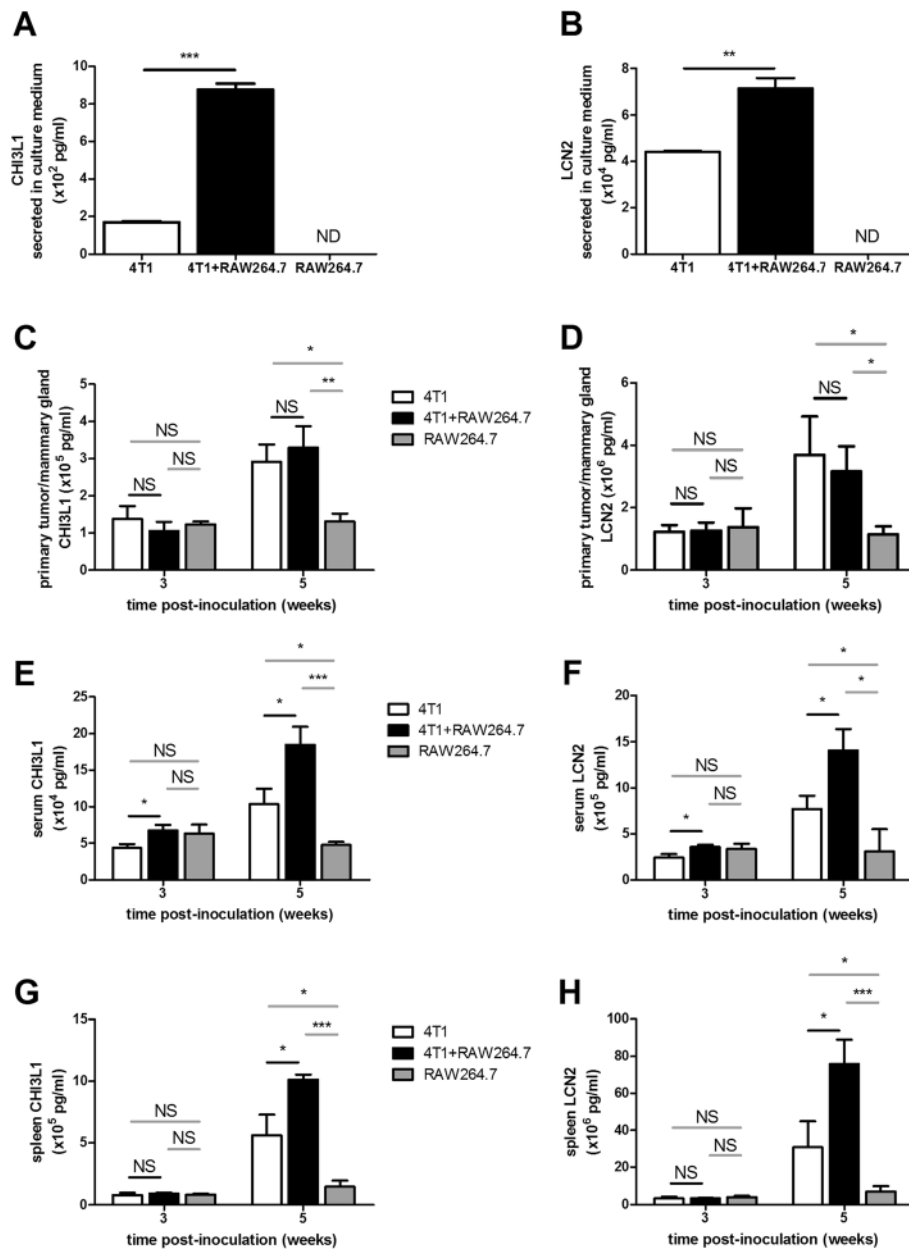 A
CHI3L1
secreted in culture medium
(x10² pg/ml)
10
8
6
4
2
0
***
ND
4T1
4T1+RAW264.7
RAW264.7
B
LCN2
secreted in culture medium
(x10⁴ pg/ml)
8
6
4
2
0
**
ND
4T1
4T1+RAW264.7
RAW264.7
C
primary tumor/mammary gland
CHI3L1 (x10⁵ pg/ml)
5
4
3
2
1
0
NS
NS
NS
*
**
NS
3
5
time post-inoculation (weeks)
4T1
4T1+RAW264.7
RAW264.7
D
primary tumor/mammary gland
LCN2 (x10⁶ pg/ml)
6
4
2
0
NS
NS
NS
*
*
NS
3
5
time post-inoculation (weeks)
E
serum CHI3L1
(x10⁴ pg/ml)
25
20
15
10
5
0
NS
NS
*
*
***
*
3
5
time post-inoculation (weeks)
4T1
4T1+RAW264.7
RAW264.7
F
serum LCN2
(x10⁵ pg/ml)
20
15
10
5
0
NS
NS
*
*
*
*
3
5
time post-inoculation (weeks)
G
spleen CHI3L1
(x10⁵ pg/ml)
15
10
5
0
NS
NS
NS
*
***
*
3
5
time post-inoculation (weeks)
4T1
4T1+RAW264.7
RAW264.7
H
spleen LCN2
(x10⁶ pg/ml)
100
80
60
40
20
0
NS
NS
NS
*
***
*
3
5
time post-inoculation (weeks)